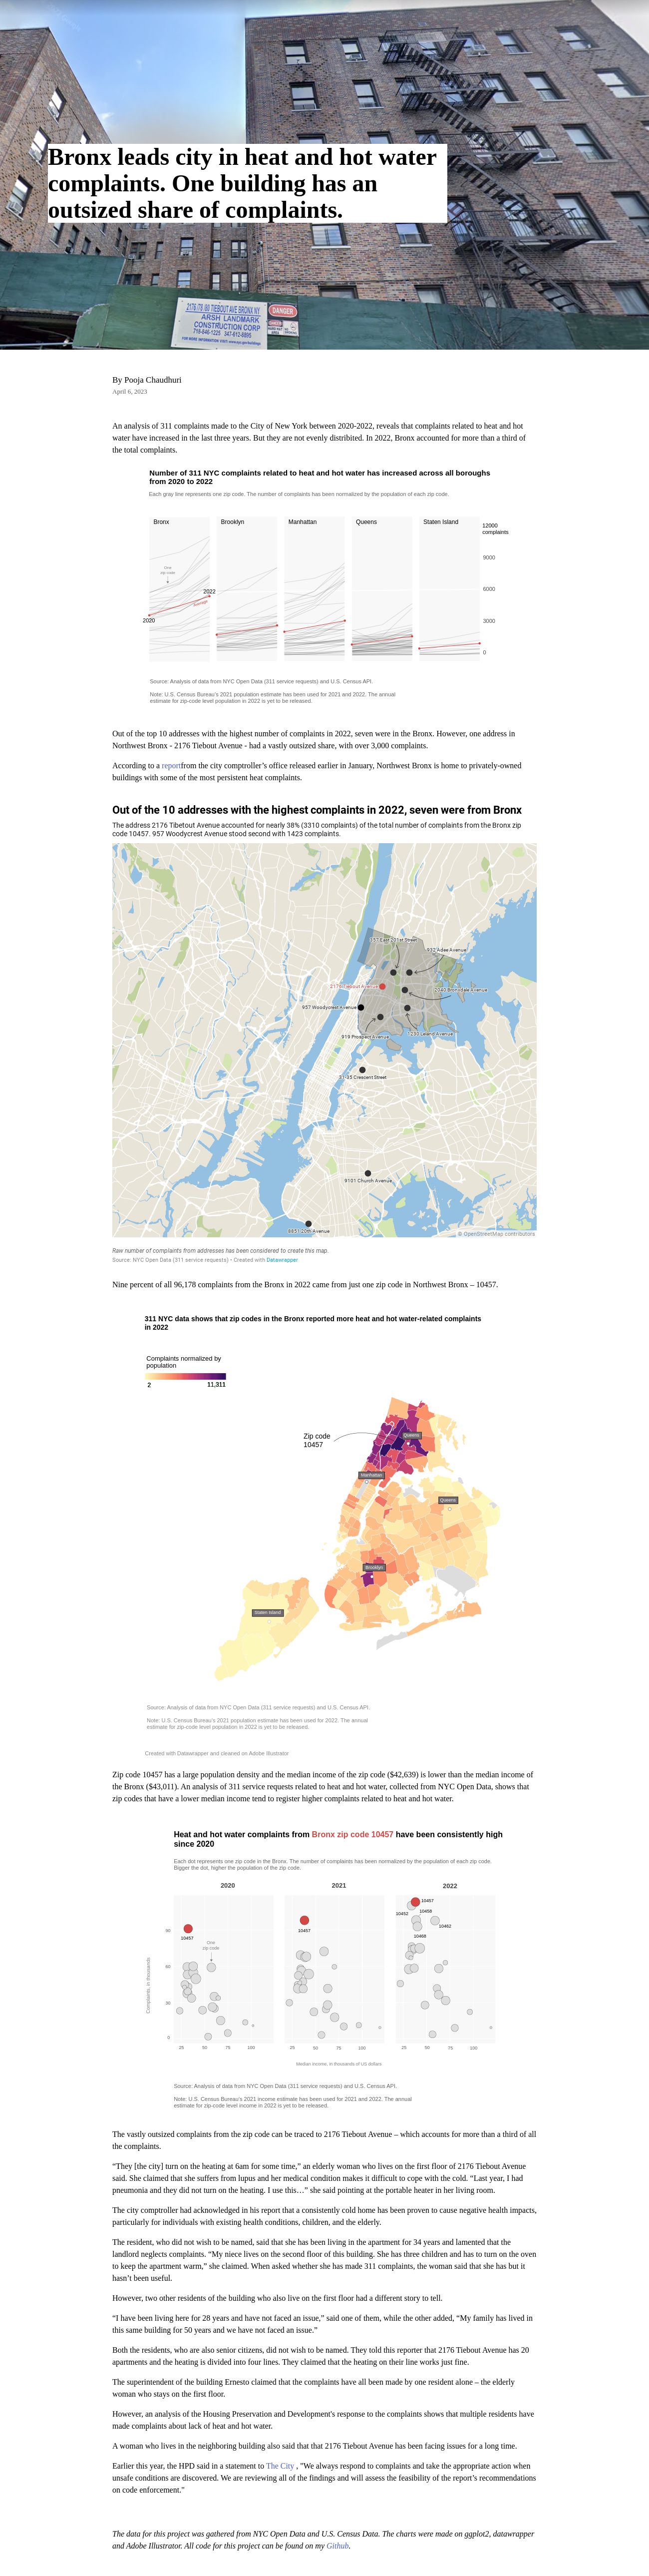 Bronx leads city in heat and hot water
complaints. One building has an
outsized share of complaints.
2176 /78 /80 TIEBOUT AVE BRONX NY
ARSH LANDMARK
CONSTRUCTION CORP
DANGER
By Pooja Chaudhuri
April 6, 2023
An analysis of 311 complaints made to the City of New York between 2020-2022, reveals that complaints related to heat and hot
water have increased in the last three years. But they are not evenly distribited. In 2022, Bronx accounted for more than a third of
the total complaints.
Number of 311 NYC complaints related to heat and hot water has increased across all boroughs
from 2020 to 2022
Each gray line represents one zip code. The number of complaints has been normalized by the population of each zip code.
Bronx Brooklyn Manhattan Queens Staten Island
12000
complaints
9000
6000
3000
0
One
zip code
2022
average
2020
Source: Analysis of data from NYC Open Data (311 service requests) and U.S. Census API.
Note: U.S. Census Bureau's 2021 population estimate has been used for 2021 and 2022. The annual
estimate for zip-code level population in 2022 is yet to be released.
Out of the top 10 addresses with the highest number of complaints in 2022, seven were in the Bronx. However, one address in
Northwest Bronx - 2176 Tiebout Avenue - had a vastly outsized share, with over 3,000 complaints.
According to a reportfrom the city comptroller's office released earlier in January, Northwest Bronx is home to privately-owned
buildings with some of the most persistent heat complaints.
Out of the 10 addresses with the highest complaints in 2022, seven were from Bronx
The address 2176 Tibetout Avenue accounted for nearly 38% (3310 complaints) of the total number of complaints from the Bronx zip
code 10457. 957 Woodycrest Avenue stood second with 1423 complaints.
357 East 201st Street
932 Adee Avenue
2176 Tiebout Avenue
2040 Bronxdale Avenue
957 Woodycrest Avenue
1230 Leland Avenue
919 Prospect Avenue
21-35 Crescent Street
9101 Church Avenue
8851 20th Avenue
© OpenStreetMap contributors
Raw number of complaints from addresses has been considered to create this map.
Source: NYC Open Data (311 service requests) • Created with Datawrapper
Nine percent of all 96,178 complaints from the Bronx in 2022 came from just one zip code in Northwest Bronx – 10457.
311 NYC data shows that zip codes in the Bronx reported more heat and hot water-related complaints
in 2022
Complaints normalized by
population
2 11,311
Zip code
10457
Queens
Manhattan
Queens
Brooklyn
Staten Island
Source: Analysis of data from NYC Open Data (311 service requests) and U.S. Census API.
Note: U.S. Census Bureau's 2021 population estimate has been used for 2022. The annual
estimate for zip-code level population in 2022 is yet to be released.
Created with Datawrapper and cleaned on Adobe Illustrator
Zip code 10457 has a large population density and the median income of the zip code ($42,639) is lower than the median income of
the Bronx ($43,011). An analysis of 311 service requests related to heat and hot water, collected from NYC Open Data, shows that
zip codes that have a lower median income tend to register higher complaints related to heat and hot water.
Heat and hot water complaints from Bronx zip code 10457 have been consistently high
since 2020
Each dot represents one zip code in the Bronx. The number of complaints has been normalized by the population of each zip code.
Bigger the dot, higher the population of the zip code.
2020 2021 2022
10457
10452 10458
10462
10468
10457
10457
One
zip code
90
60
30
0
Complaints, in thousands
25 50 75 100 25 50 75 100 25 50 75 100
Median income, in thousands of US dollars
Source: Analysis of data from NYC Open Data (311 service requests) and U.S. Census API.
Note: U.S. Census Bureau's 2021 income estimate has been used for 2021 and 2022. The annual
estimate for zip-code level income in 2022 is yet to be released.
The vastly outsized complaints from the zip code can be traced to 2176 Tiebout Avenue – which accounts for more than a third of all
the complaints.
“They [the city] turn on the heating at 6am for some time,” an elderly woman who lives on the first floor of 2176 Tiebout Avenue
said. She claimed that she suffers from lupus and her medical condition makes it difficult to cope with the cold. “Last year, I had
pneumonia and they did not turn on the heating. I use this…” she said pointing at the portable heater in her living room.
The city comptroller had acknowledged in his report that a consistently cold home has been proven to cause negative health impacts,
particularly for individuals with existing health conditions, children, and the elderly.
The resident, who did not wish to be named, said that she has been living in the apartment for 34 years and lamented that the
landlord neglects complaints. “My niece lives on the second floor of this building. She has three children and has to turn on the oven
to keep the apartment warm,” she claimed. When asked whether she has made 311 complaints, the woman said that she has but it
hasn't been useful.
However, two other residents of the building who also live on the first floor had a different story to tell.
“I have been living here for 28 years and have not faced an issue,” said one of them, while the other added, “My family has lived in
this same building for 50 years and we have not faced an issue.”
Both the residents, who are also senior citizens, did not wish to be named. They told this reporter that 2176 Tiebout Avenue has 20
apartments and the heating is divided into four lines. They claimed that the heating on their line works just fine.
The superintendent of the building Ernesto claimed that the complaints have all been made by one resident alone – the elderly
woman who stays on the first floor.
However, an analysis of the Housing Preservation and Development's response to the complaints shows that multiple residents have
made complaints about lack of heat and hot water.
A woman who lives in the neighboring building also said that that 2176 Tiebout Avenue has been facing issues for a long time.
Earlier this year, the HPD said in a statement to The City , "We always respond to complaints and take the appropriate action when
unsafe conditions are discovered. We are reviewing all of the findings and will assess the feasibility of the report's recommendations
on code enforcement."
The data for this project was gathered from NYC Open Data and U.S. Census Data. The charts were made on ggplot2, datawrapper
and Adobe Illustrator. All code for this project can be found on my Github.